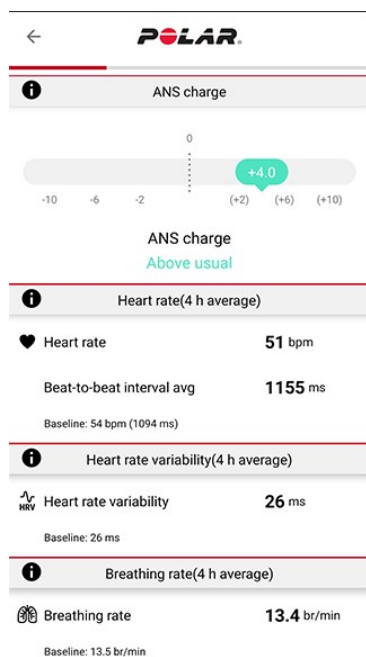 POLAR.
ANS charge
0
+4.0
-10 -6 -2 (+2) (+6) (+10)
ANS charge
Above usual
Heart rate(4 h average)
Heart rate 51 bpm
Beat-to-beat interval avg 1155 ms
Baseline: 54 bpm (1094 ms)
Heart rate variability(4 h average)
HRV Heart rate variability 26 ms
Baseline: 26 ms
Breathing rate(4 h average)
Breathing rate 13.4 br/min
Baseline: 13.5 br/min